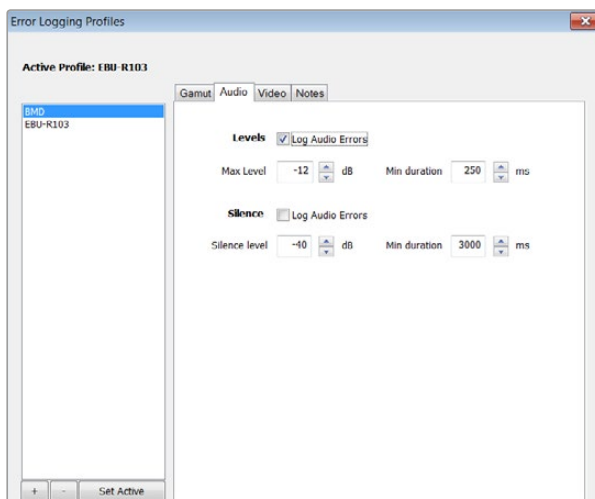 Error Logging Profiles
Active Profile: EBU-R103
BMD
EBU-R103
Gamut Audio Video Notes
Levels Log Audio Errors
Max Level -12 dB Min duration 250 ms
Silence Log Audio Errors
Silence level -40 dB Min duration 3000 ms
+ - Set Active